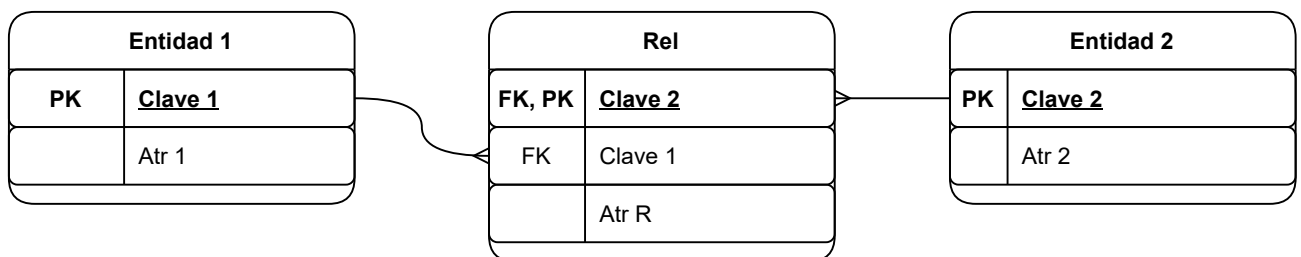 Entidad 1
PK Clave 1
Atr 1
Rel
FK, PK Clave 2
FK Clave 1
Atr R
Entidad 2
PK Clave 2
Atr 2